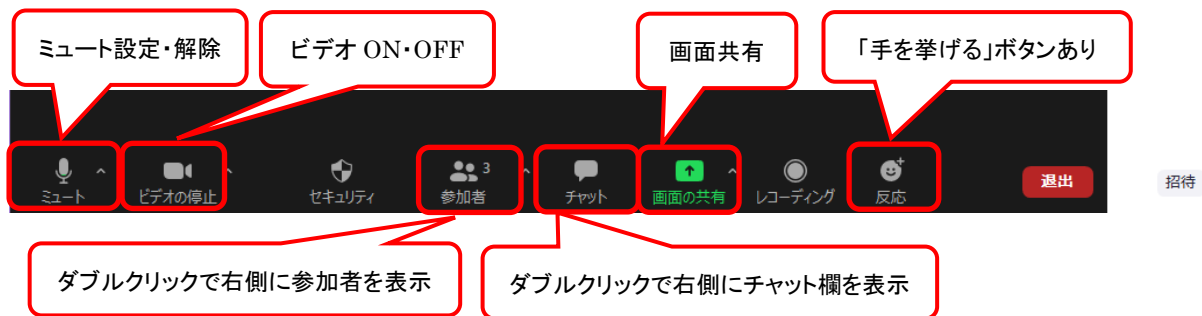 ミュート設定・解除
ビデオ ON・OFF
画面共有
「手を挙げる」ボタンあり
ミュート
ビデオの停止
セキュリティ
3
参加者
チャット
画面の共有
レコーディング
反応
退出
招待
ダブルクリックで右側に参加者を表示
ダブルクリックで右側にチャット欄を表示